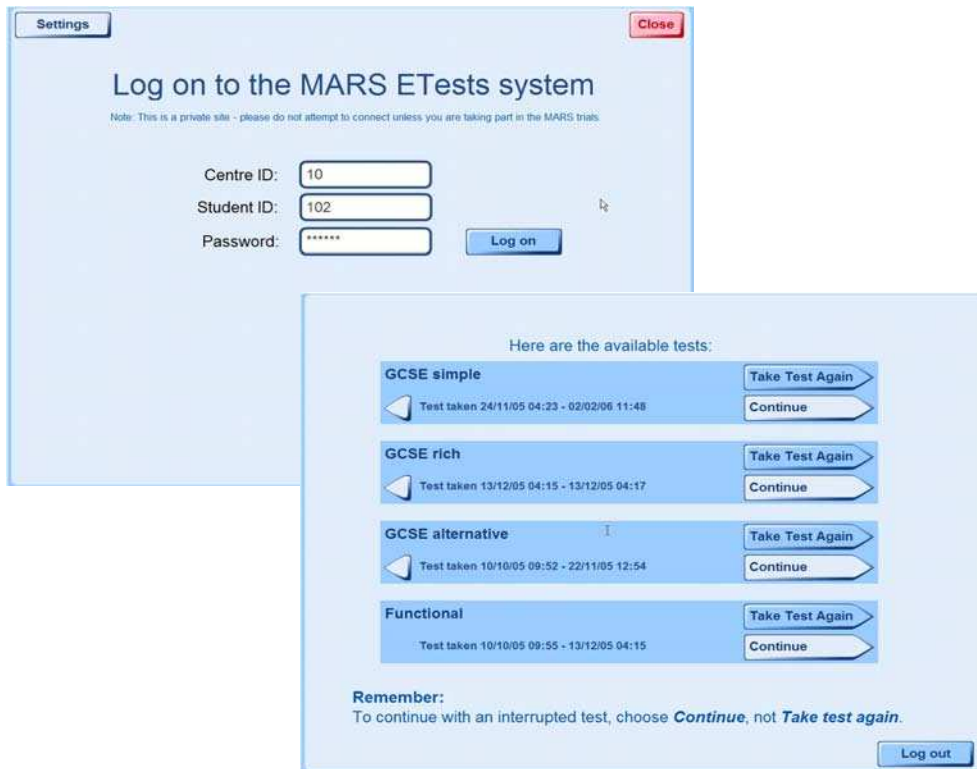 Settings
Close
Log on to the MARS ETests system
Note: This is a private site - please do not attempt to connect unless you are taking part in the MARS trials
Centre ID: 10
Student ID: 102
Password: ******
Log on
Here are the available tests:
GCSE simple
Take Test Again
Test taken 24/11/05 04:23 - 02/02/06 11:48
Continue
GCSE rich
Take Test Again
Test taken 13/12/05 04:15 - 13/12/05 04:17
Continue
GCSE alternative
Take Test Again
Test taken 10/10/05 09:52 - 22/11/05 12:54
Continue
Functional
Take Test Again
Test taken 10/10/05 09:55 - 13/12/05 04:15
Continue
Remember:
To continue with an interrupted test, choose Continue, not Take test again.
Log out